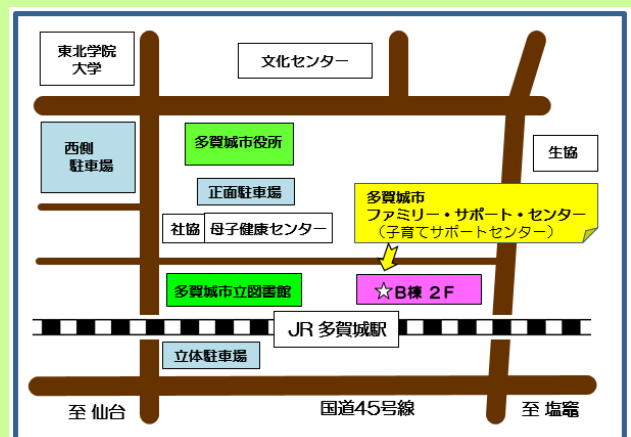 東北学院
大学
文化センター
西側
駐車場
多賀城市役所
生協
正面駐車場
多賀城市
ファミリー・サポート・センター
(子育てサポートセンター)
社協
母子健康センター
多賀城市立図書館
☆B棟 2F
JR 多賀城駅
立体駐車場
至 仙台
国道45号線
至 塩竈